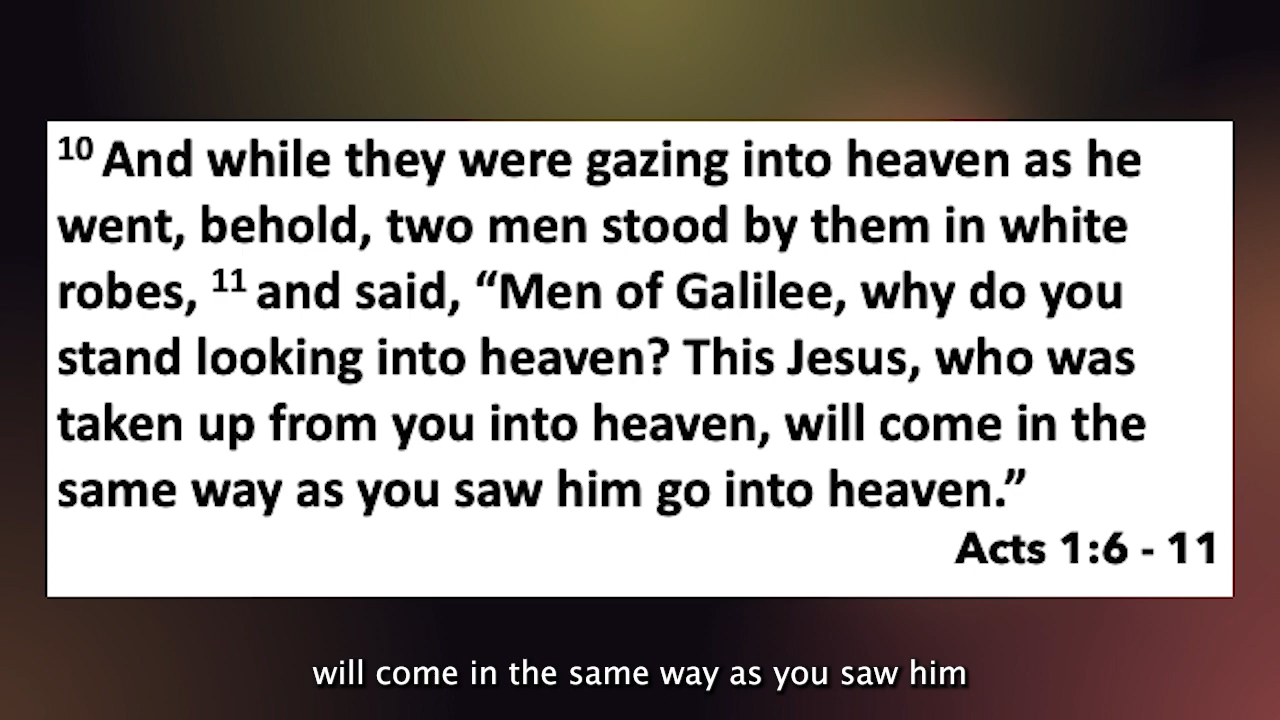 10 And while they were gazing into heaven as he
went, behold, two men stood by them in white
robes, 11 and said, “Men of Galilee, why do you
stand looking into heaven? This Jesus, who was
taken up from you into heaven, will come in the
same way as you saw him go into heaven.”
Acts 1:6 - 11
will come in the same way as you saw him